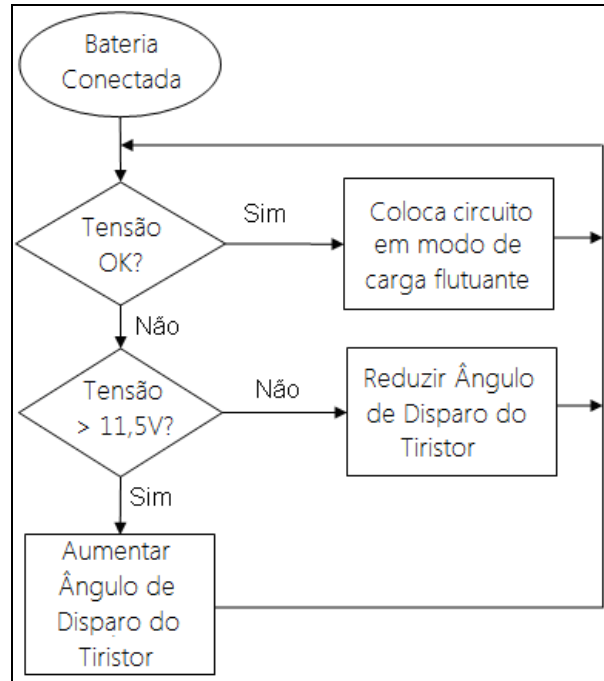 Bateria
Conectada
Tensão
OK?
Sim
Coloca circuito
em modo de
carga flutuante
Não
Tensão
> 11,5V?
Não
Reduzir Ângulo
de Disparo do
Tiristor
Sim
Aumentar
Ângulo de
Disparo do
Tiristor